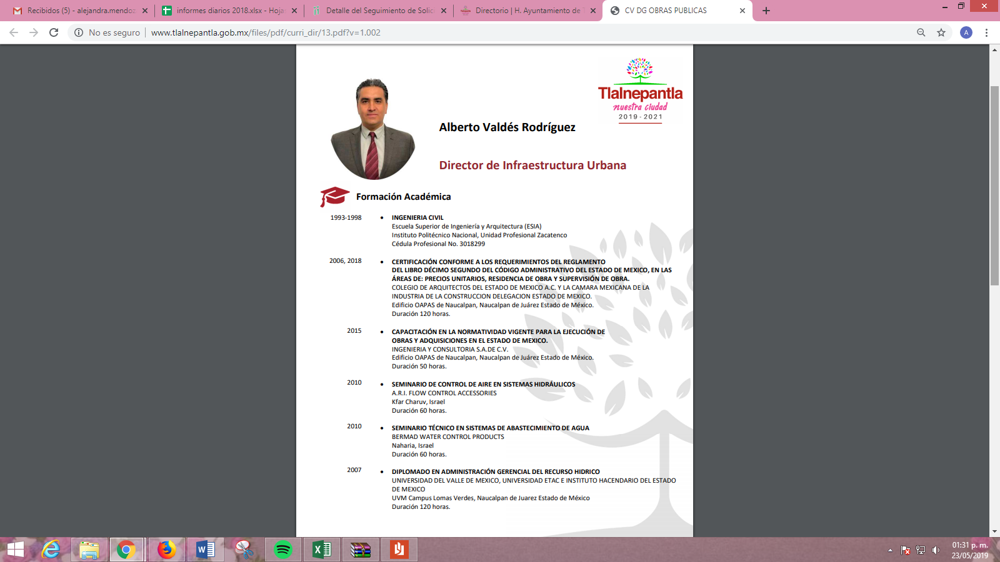 Recibidos (5) - alejandra.mendoz
informes diarios 2018.xlsx - Hoja
Detalle del Seguimiento de Solic
Directorio | H. Ayuntamiento de T
CV DG OBRAS PUBLICAS
No es seguro
www.tlalnepantla.gob.mx/files/pdf/curri_dir/13.pdf?v=1.002
A
Tlalnepantla
nuestra ciudad
2019 - 2021
Alberto Valdés Rodríguez
Director de Infraestructura Urbana
Formación Académica
1993-1998 • INGENIERIA CIVIL
Escuela Superior de Ingeniería y Arquitectura (ESIA)
Instituto Politécnico Nacional, Unidad Profesional Zacatenco
Cédula Profesional No. 3018299
2006, 2018 • CERTIFICACIÓN CONFORME A LOS REQUERIMIENTOS DEL REGLAMENTO
DEL LIBRO DÉCIMO SEGUNDO DEL CÓDIGO ADMINISTRATIVO DEL ESTADO DE MEXICO, EN LAS
ÁREAS DE: PRECIOS UNITARIOS, RESIDENCIA DE OBRA Y SUPERVISIÓN DE OBRA.
COLEGIO DE ARQUITECTOS DEL ESTADO DE MEXICO A.C. Y LA CAMARA MEXICANA DE LA
INDUSTRIA DE LA CONSTRUCCION DELEGACION ESTADO DE MEXICO.
Edificio OAPAS de Naucalpan, Naucalpan de Juárez Estado de México.
Duración 120 horas.
2015 • CAPACITACIÓN EN LA NORMATIVIDAD VIGENTE PARA LA EJECUCIÓN DE
OBRAS Y ADQUISICIONES EN EL ESTADO DE MEXICO.
INGENIERIA Y CONSULTORIA S.A.DE C.V.
Edificio OAPAS de Naucalpan, Naucalpan de Juárez Estado de México.
Duración 50 horas.
2010 • SEMINARIO DE CONTROL DE AIRE EN SISTEMAS HIDRÁULICOS
A.R.I. FLOW CONTROL ACCESSORIES
Kfar Charuv, Israel
Duración 60 horas.
2010 • SEMINARIO TÉCNICO EN SISTEMAS DE ABASTECIMIENTO DE AGUA
BERMAD WATER CONTROL PRODUCTS
Naharia, Israel
Duración 60 horas.
2007 • DIPLOMADO EN ADMINISTRACIÓN GERENCIAL DEL RECURSO HIDRICO
UNIVERSIDAD DEL VALLE DE MEXICO, UNIVERSIDAD ETAC E INSTITUTO HACENDARIO DEL ESTADO
DE MEXICO
UVM Campus Lomas Verdes, Naucalpan de Juarez Estado de México
Duración 120 horas.
01:31 p. m.
23/05/2019